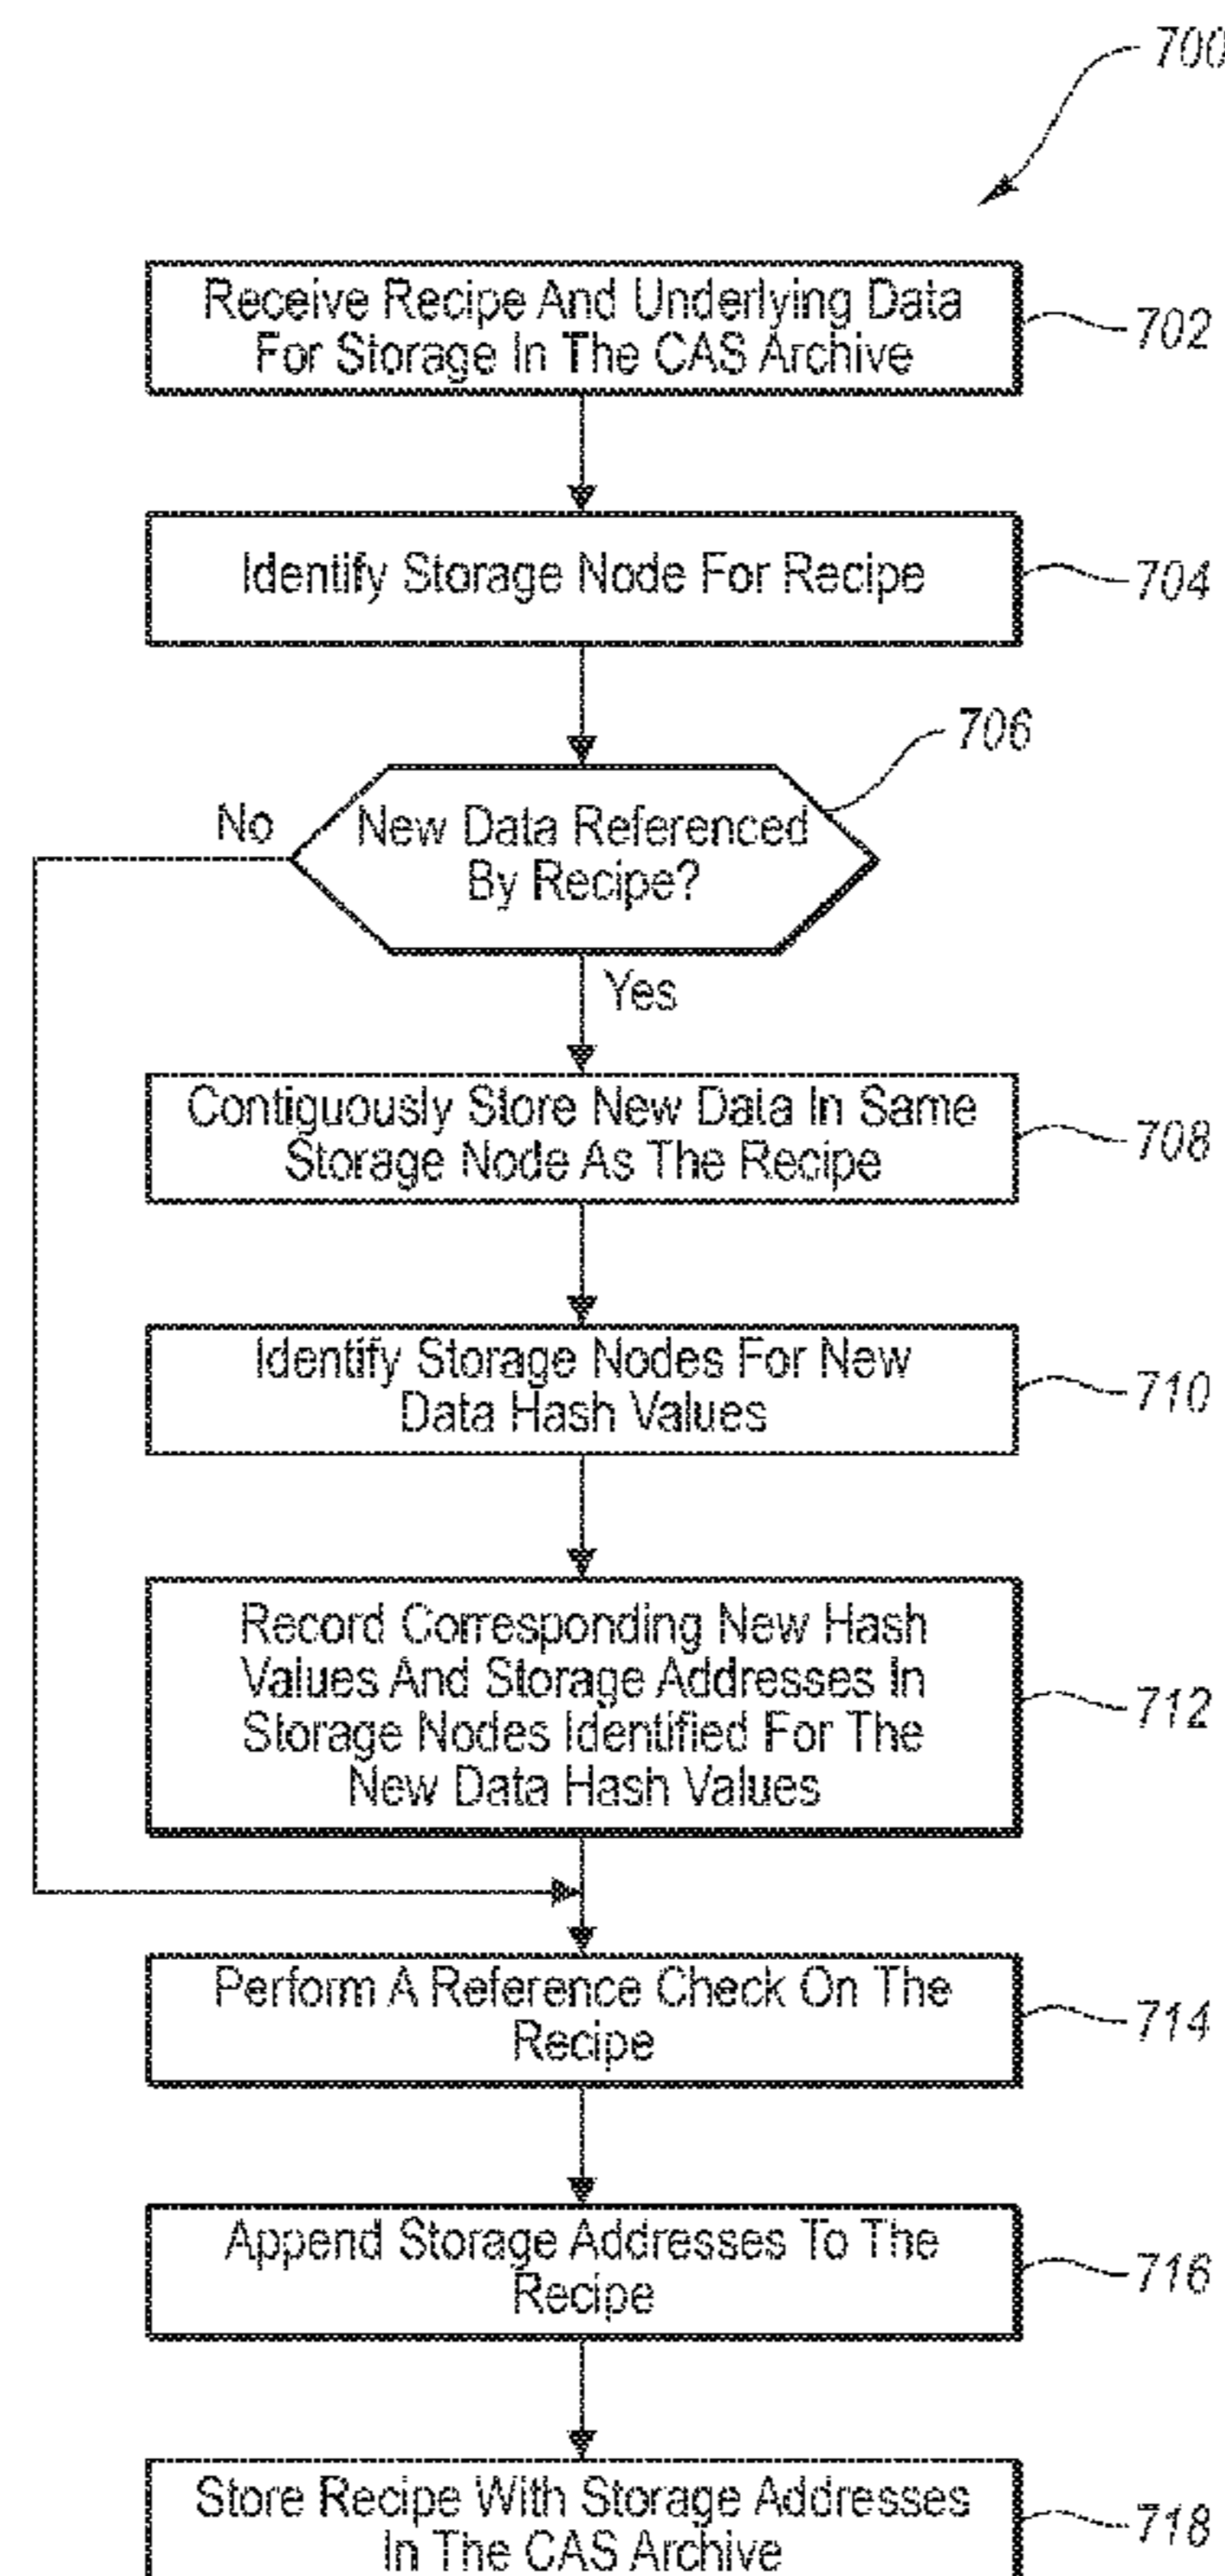 700
Receive Recipe And Underlying Data
For Storage In The CAS Archive
702
Identify Storage Node For Recipe
704
706
No
New Data Referenced
By Recipe?
Yes
Contiguously Store New Data In Same
Storage Node As The Recipe
708
Identify Storage Nodes For New
Data Hash Values
710
Record Corresponding New Hash
Values And Storage Addresses In
Storage Nodes Identified For The
New Data Hash Values
712
Perform A Reference Check On The
Recipe
714
Append Storage Addresses To The
Recipe
716
Store Recipe With Storage Addresses
In The CAS Archive
718